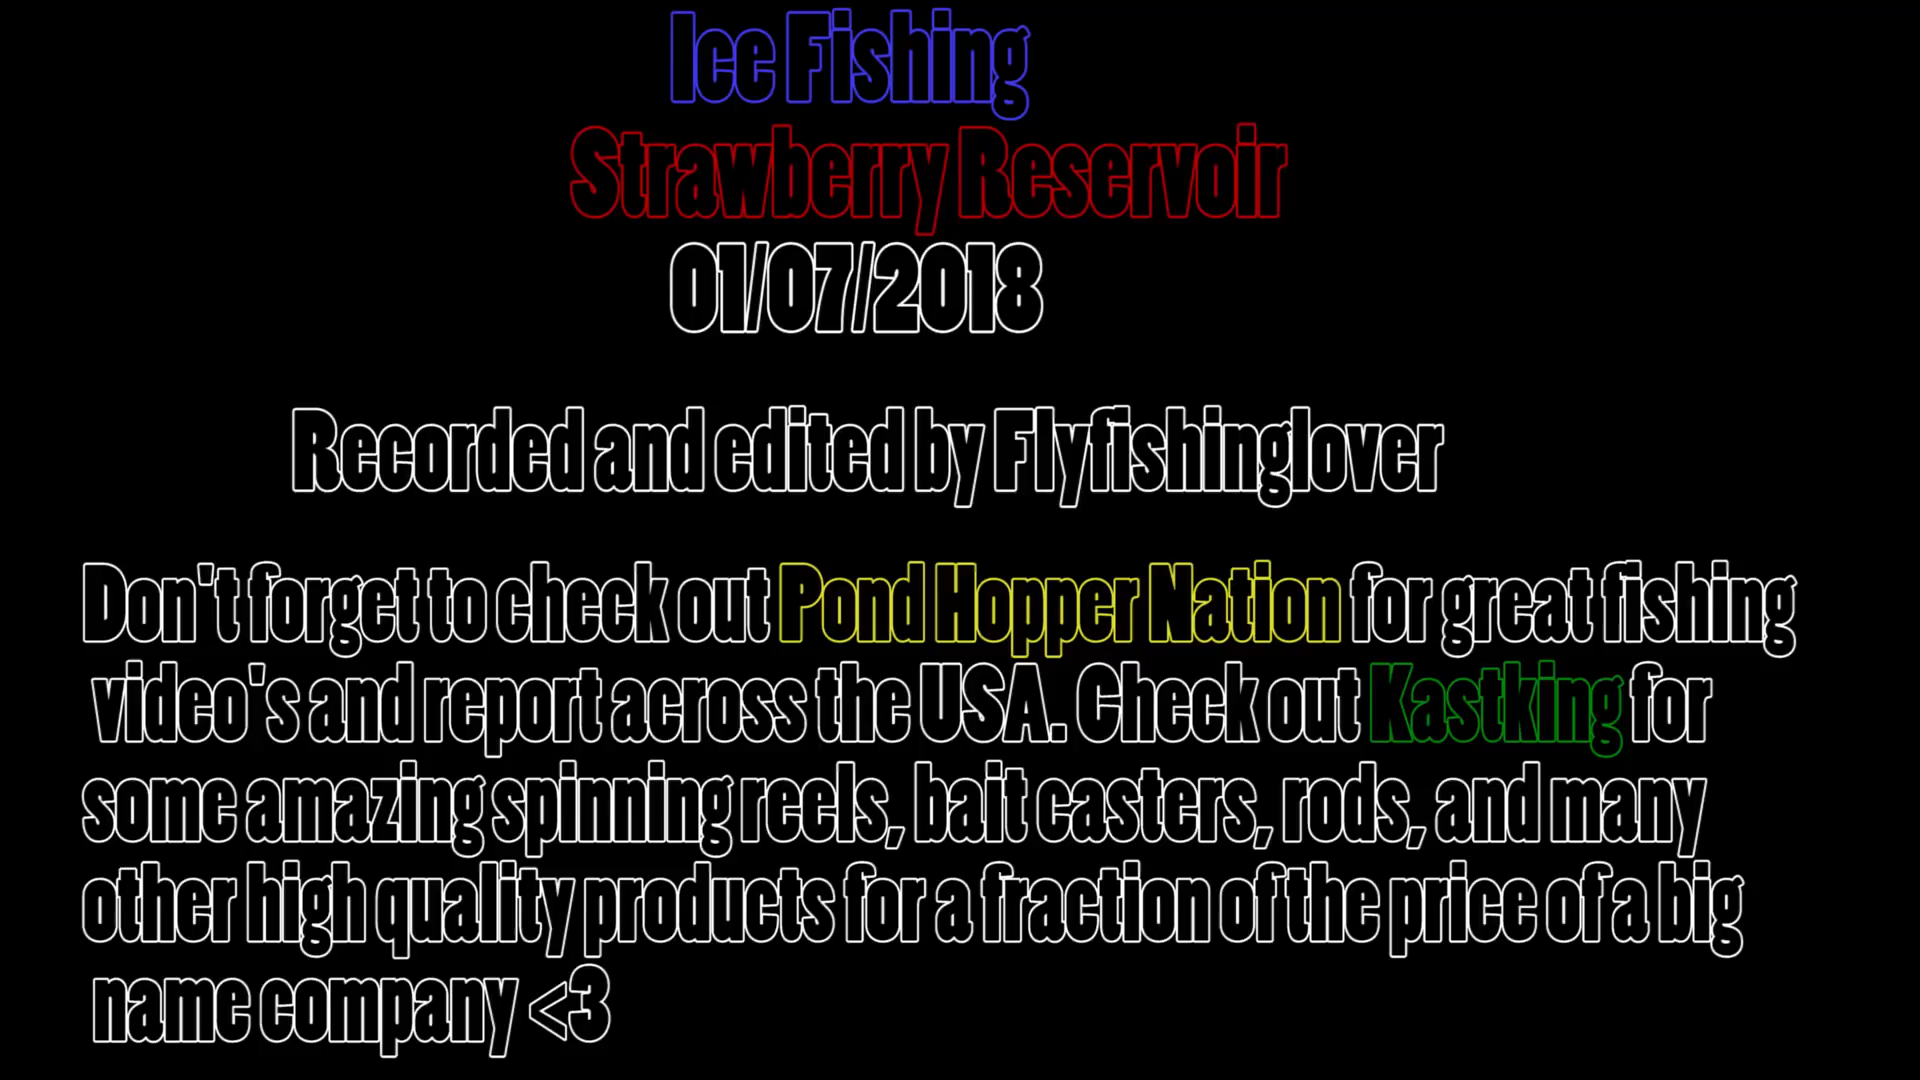 Ice Fishing
Strawberry Reservoir
01/07/2018
Recorded and edited by Flyfishinglover
Don't forget to check out Pond Hopper Nation for great fishing
video's and report across the USA. Check out Kastking for
some amazing spinning reels, bait casters, rods, and many
other high quality products for a fraction of the price of a big
name company <3